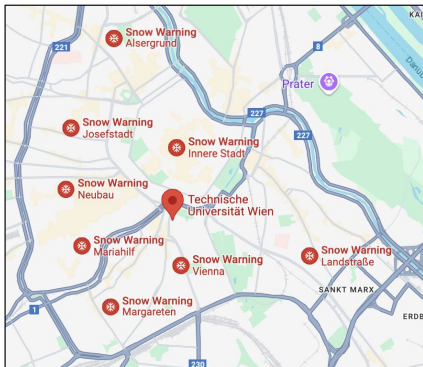 KAI
Snow Warning
Alsergrund
221
8
Danub
Prater
227
Snow Warning
Josefstadt
227
Snow Warning
Innere Stadt
Snow Warning
Neubau
Technische
Universität Wien
Snow Warning
Mariahilf
Snow Warning
Landstraße
Snow Warning
Vienna
SANKT MARX
Snow Warning
Margareten
1
ERDB
230